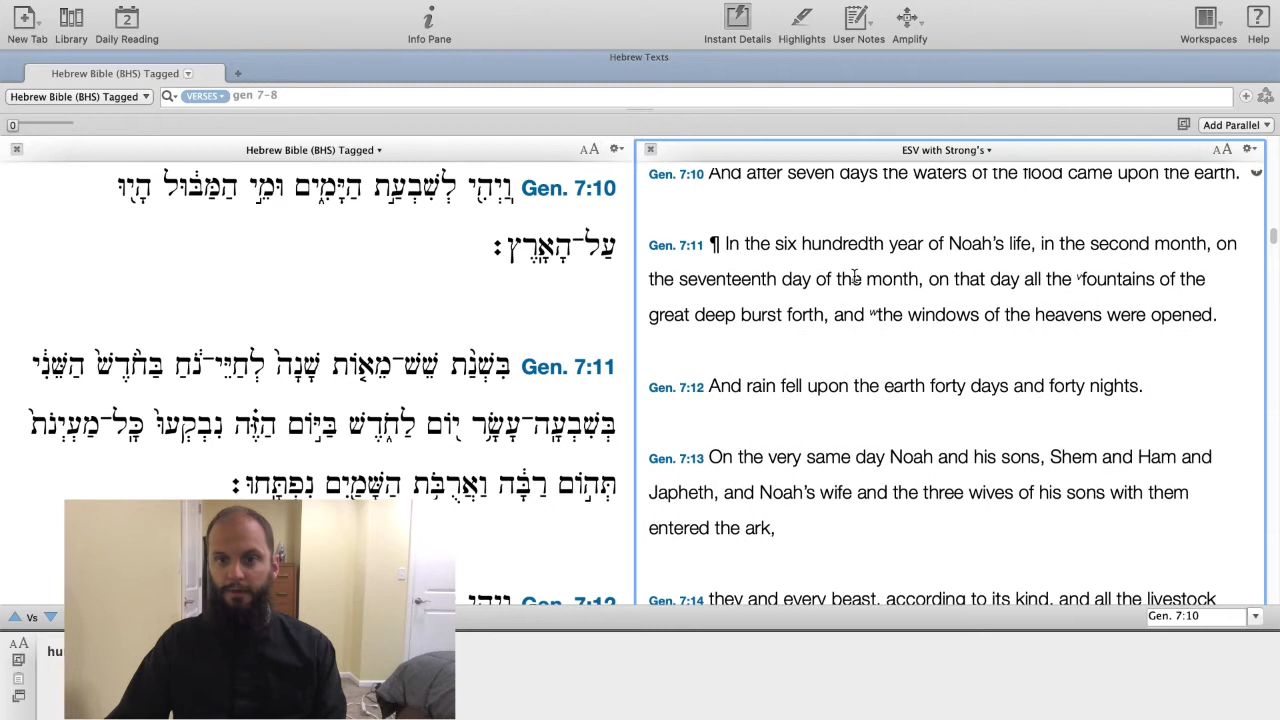 New Tab Library Daily Reading Info Pane Instant Details Highlights User Notes Amplify Workspaces Help
2
Hebrew Texts
Hebrew Bible (BHS) Tagged
Hebrew Bible (BHS) Tagged VERSES gen 7-8
0 Add Parallel
Hebrew Bible (BHS) Tagged AA
Gen. 7:10 וַֽיְהִ֖י לְשִׁבְעַ֣ת הַיָּמִ֑ים וּמֵ֣י הַמַּבּ֔וּל הָי֖וּ
עַל־הָאָֽרֶץ׃
Gen. 7:11 בִּשְׁנַ֨ת שֵׁשׁ־מֵא֤וֹת שָׁנָה֙ לְחַיֵּי־נֹ֔חַ בַּחֹ֙דֶשׁ֙ הַשֵּׁנִ֔י
בְּשִׁבְעָֽה־עָשָׂ֥ר י֖וֹם לַחֹ֑דֶשׁ בַּיּ֣וֹם הַזֶּ֗ה נִבְקְעוּ֙ כָּֽל־מַעְיְנֹת֙
תְּה֣וֹם רַבָּ֔ה וַאֲרֻבֹּ֥ת הַשָּׁמַ֖יִם נִפְתָּֽחוּ׃
Gen. 7:12 וַֽיְהִ֥י
ESV with Strong's AA
Gen. 7:10 And after seven days the waters of the flood came upon the earth.
Gen. 7:11 ¶ In the six hundredth year of Noah's life, in the second month, on
the seventeenth day of the month, on that day all the vfountains of the
great deep burst forth, and wthe windows of the heavens were opened.
Gen. 7:12 And rain fell upon the earth forty days and forty nights.
Gen. 7:13 On the very same day Noah and his sons, Shem and Ham and
Japheth, and Noah's wife and the three wives of his sons with them
entered the ark,
Gen. 7:14 they and every beast, according to its kind, and all the livestock
Vs Gen. 7:10
AA